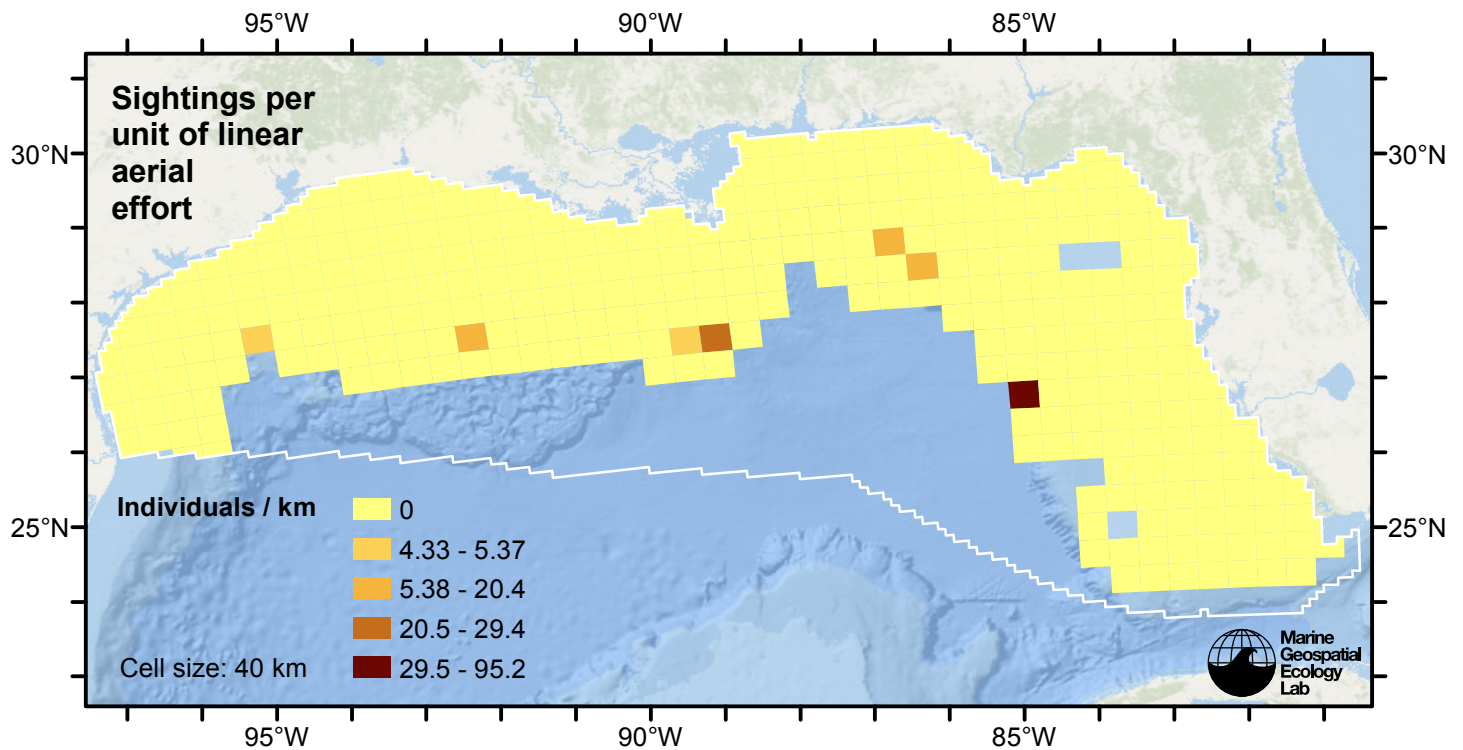 95°W 90°W 85°W
Sightings per
unit of linear
aerial
effort
30°N 30°N
25°N 25°N
Individuals / km
0
4.33 - 5.37
5.38 - 20.4
20.5 - 29.4
29.5 - 95.2
Cell size: 40 km
Marine
Geospatial
Ecology
Lab
95°W 90°W 85°W